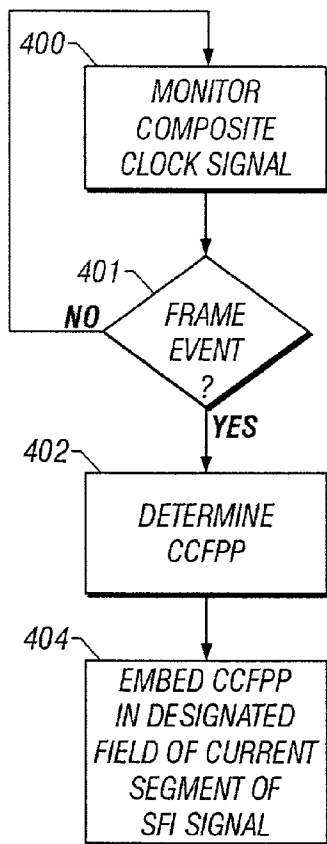 400
MONITOR
COMPOSITE
CLOCK SIGNAL
401
FRAME
EVENT
?
NO
YES
402
DETERMINE
CCFPP
404
EMBED CCFPP
IN DESIGNATED
FIELD OF CURRENT
SEGMENT OF
SFI SIGNAL